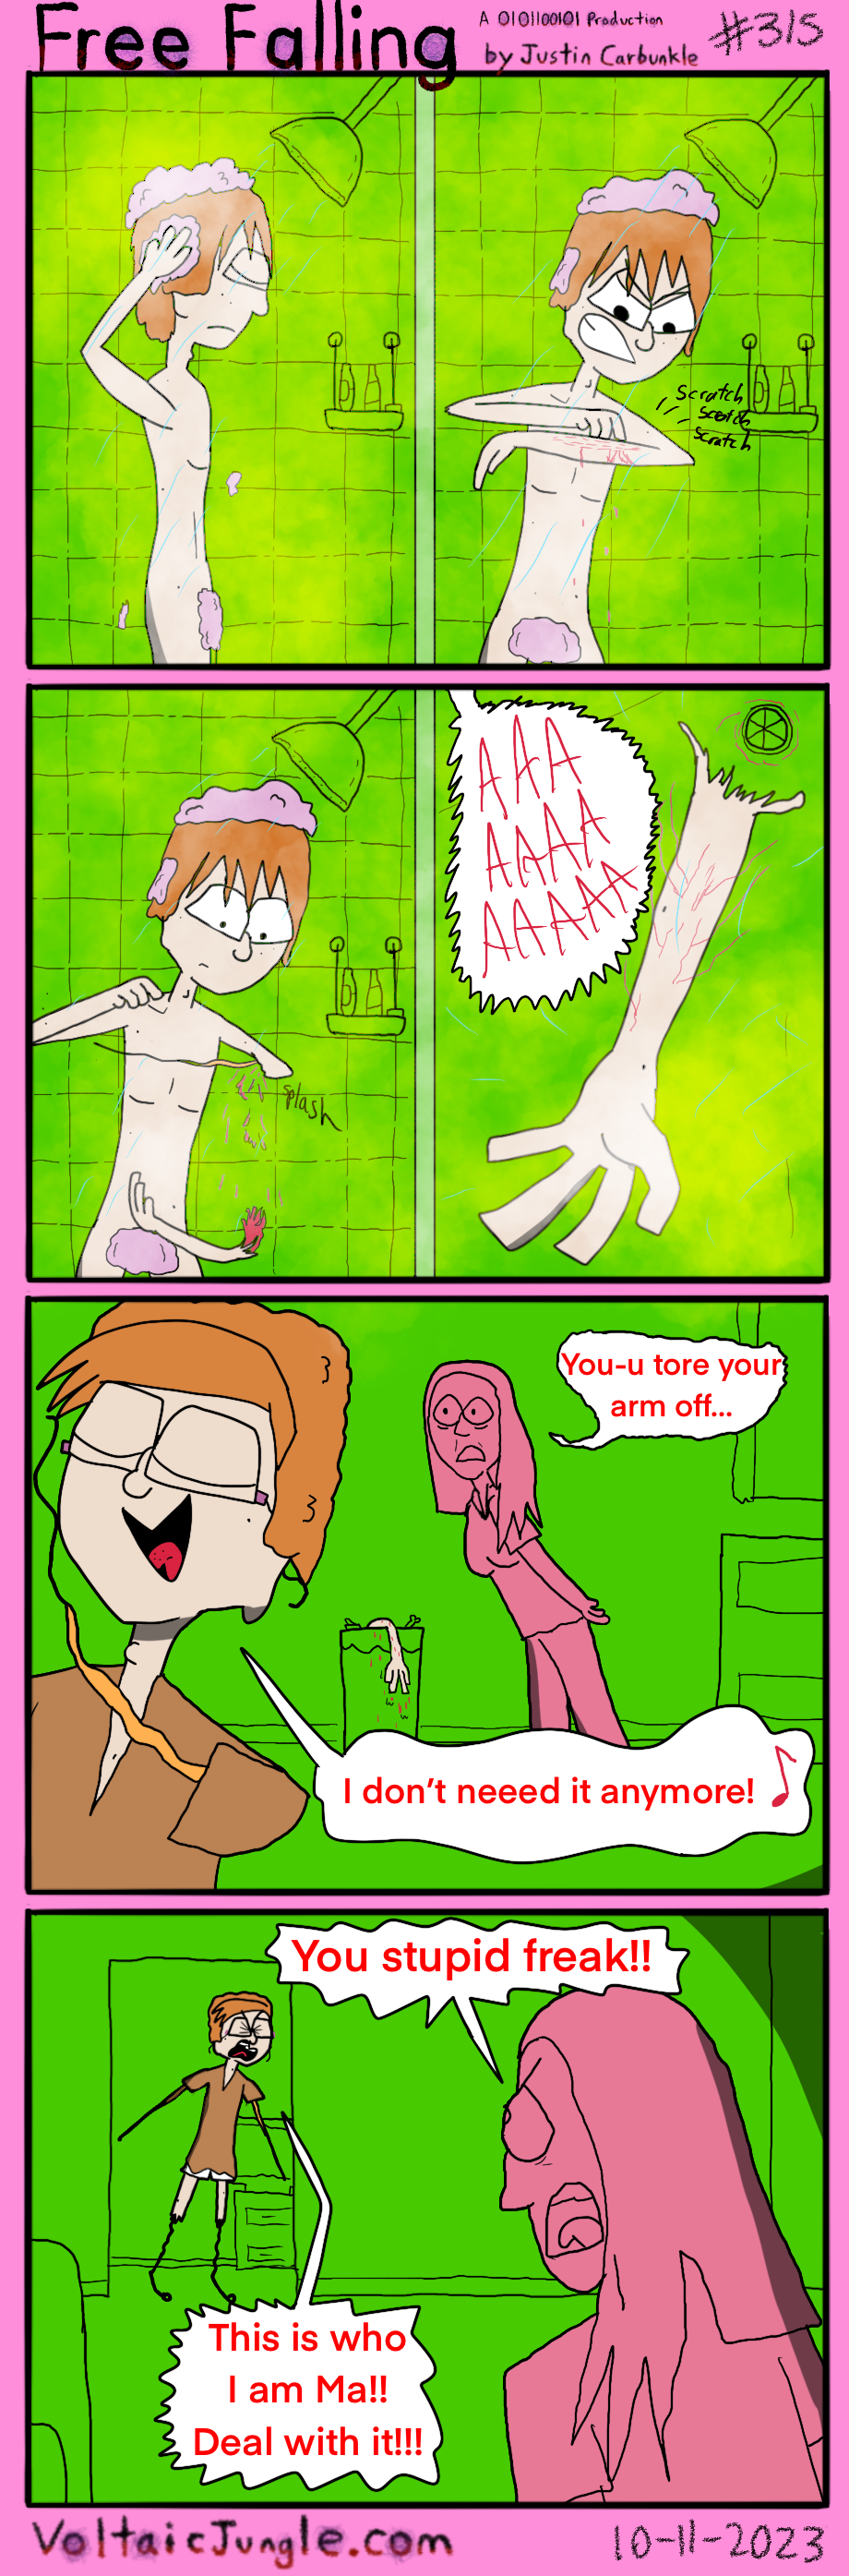 Free Falling
A 0101100101 Production
by Justin Carbunkle
#315
Scratch
Scratch
Scratch
splash
AAA
AAAA
AAAAA
You-u tore your
arm off...
I don't neeed it anymore!
You stupid freak!!
This is who
I am Ma!!
Deal with it!!!
VoltaicJungle.com
10-11-2023